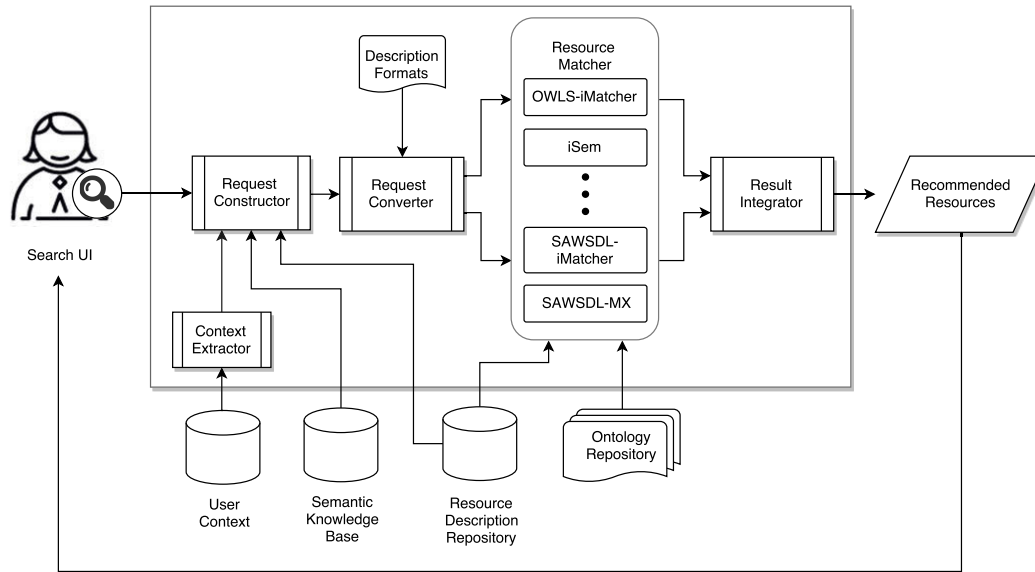 Description
Formats
Resource
Matcher
OWLS-iMatcher
iSem
SAWSDL-
iMatcher
SAWSDL-MX
Request
Constructor
Request
Converter
Result
Integrator
Recommended
Resources
Search UI
Context
Extractor
User
Context
Semantic
Knowledge
Base
Resource
Description
Repository
Ontology
Repository